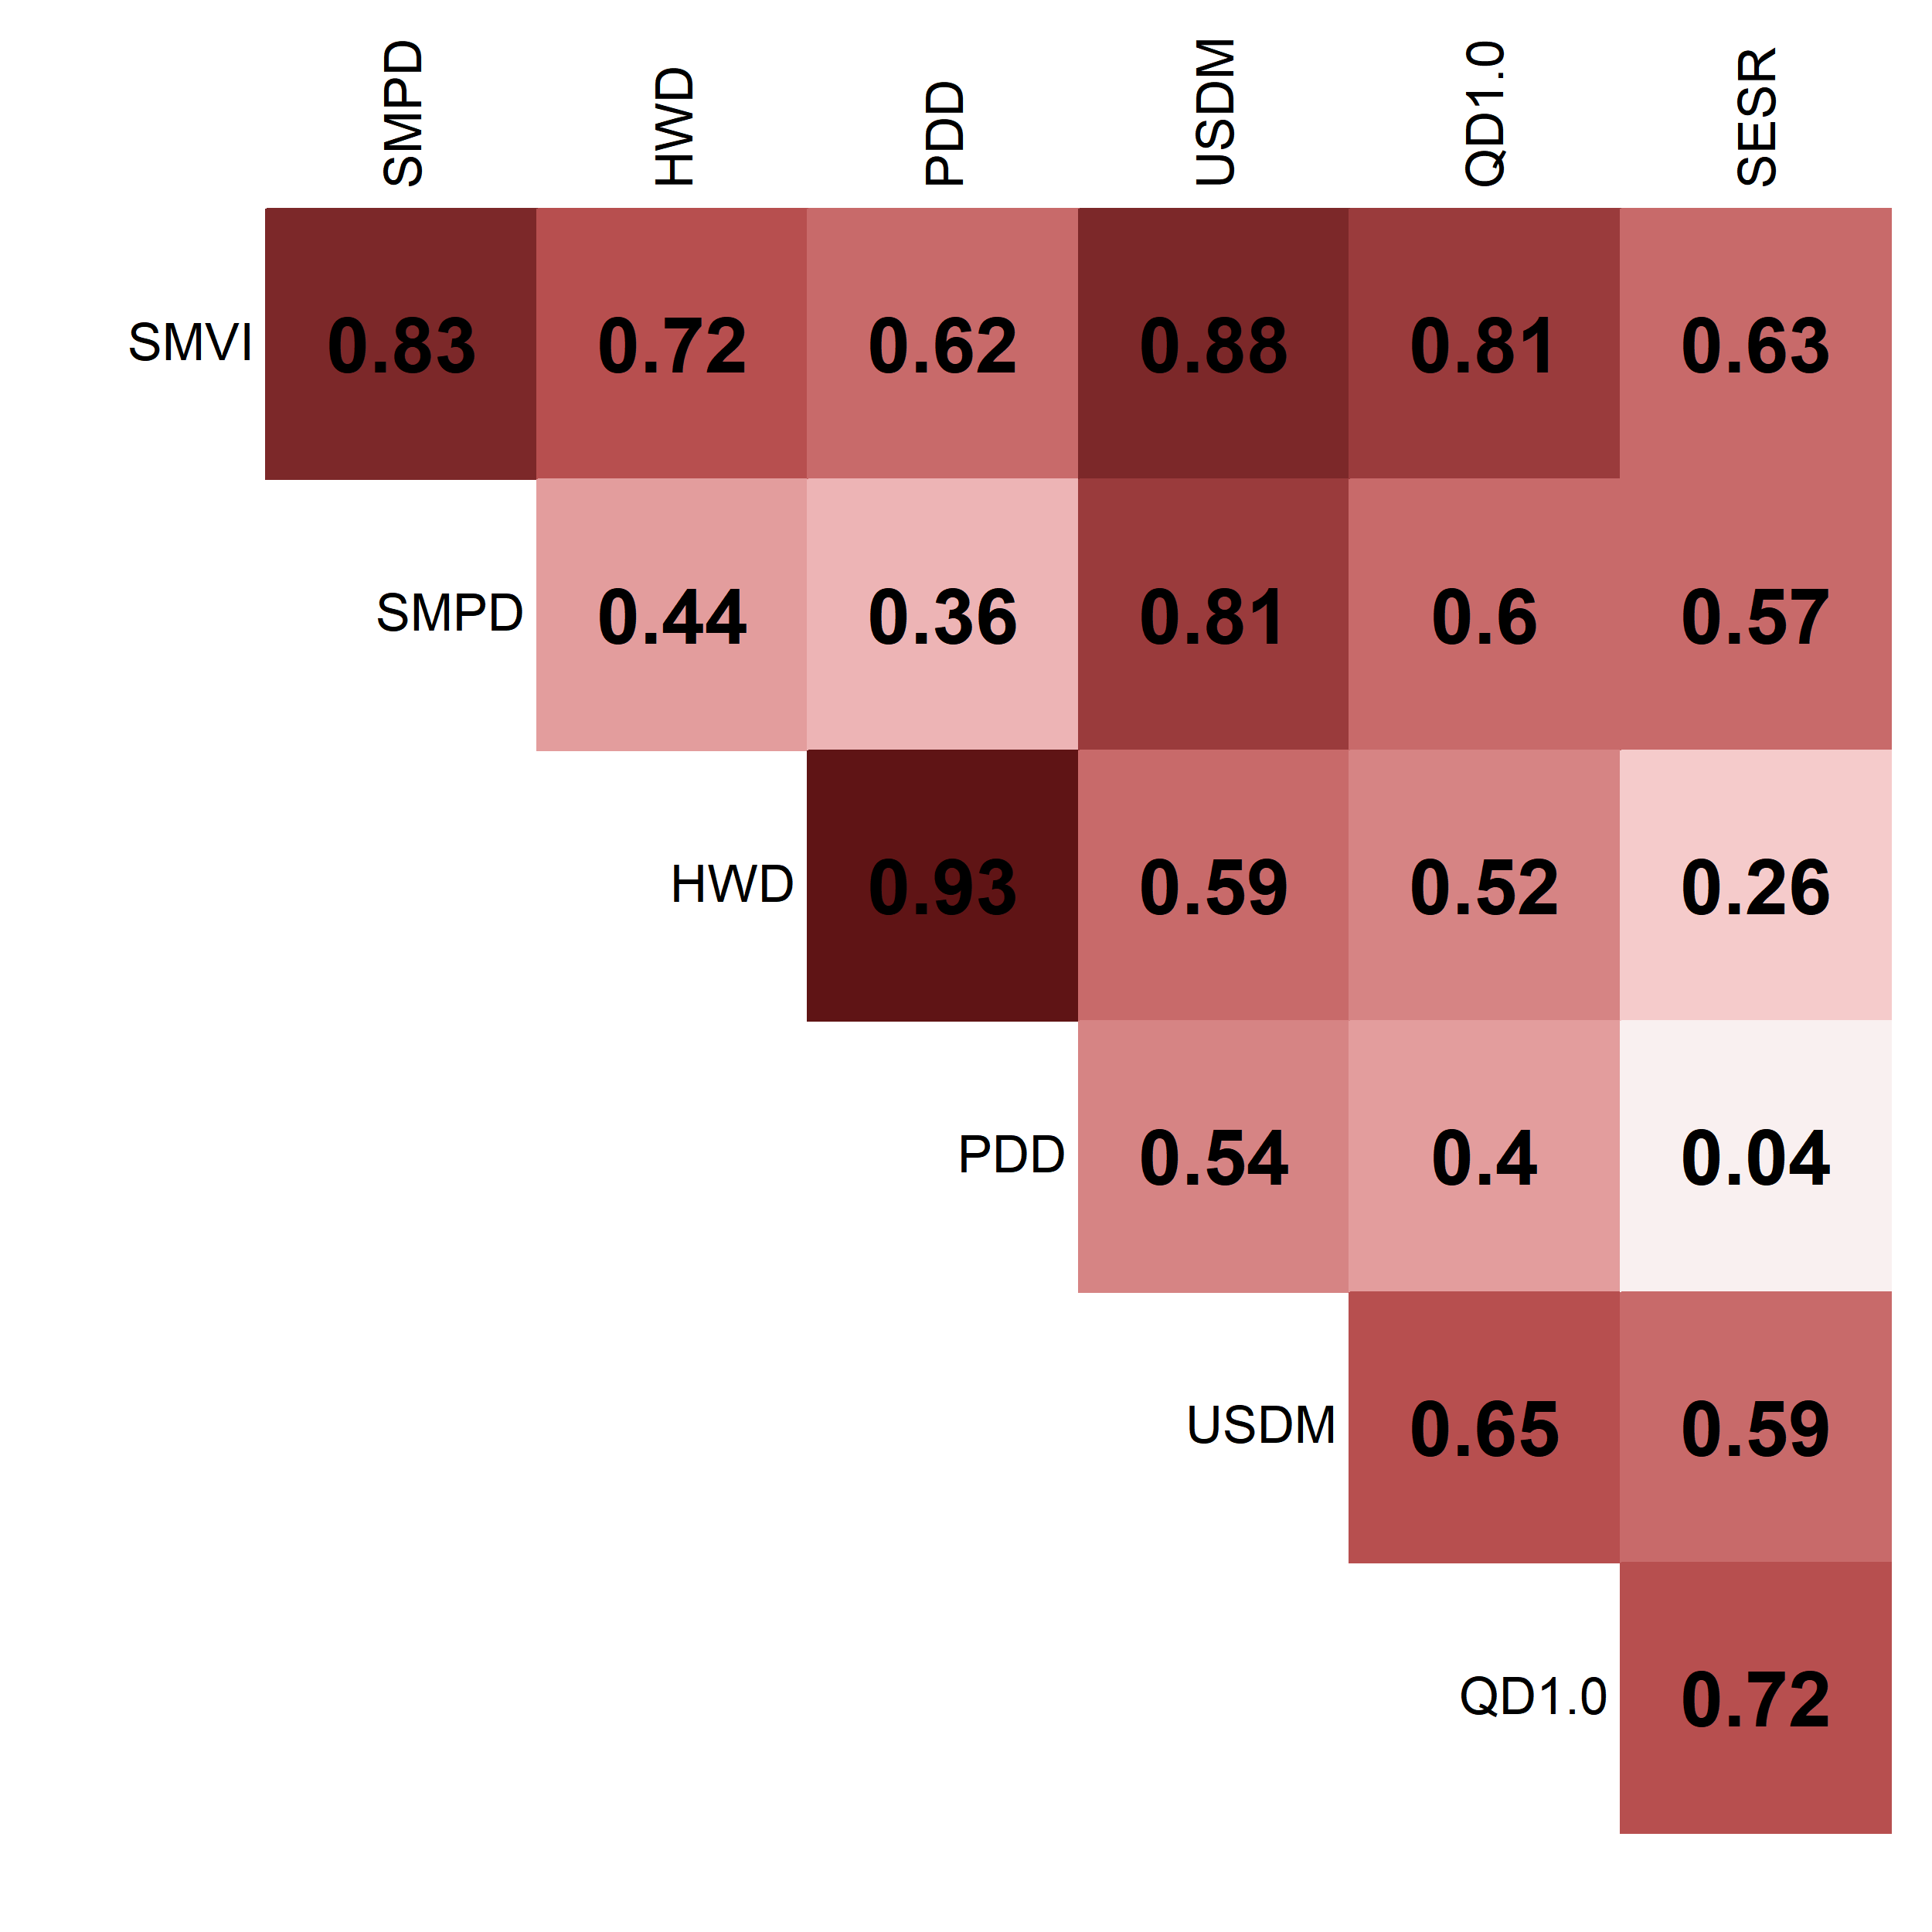 SMPD HWD PDD USDM QD1.0 SESR
SMVI 0.83 0.72 0.62 0.88 0.81 0.63
SMPD 0.44 0.36 0.81 0.6 0.57
HWD 0.93 0.59 0.52 0.26
PDD 0.54 0.4 0.04
USDM 0.65 0.59
QD1.0 0.72